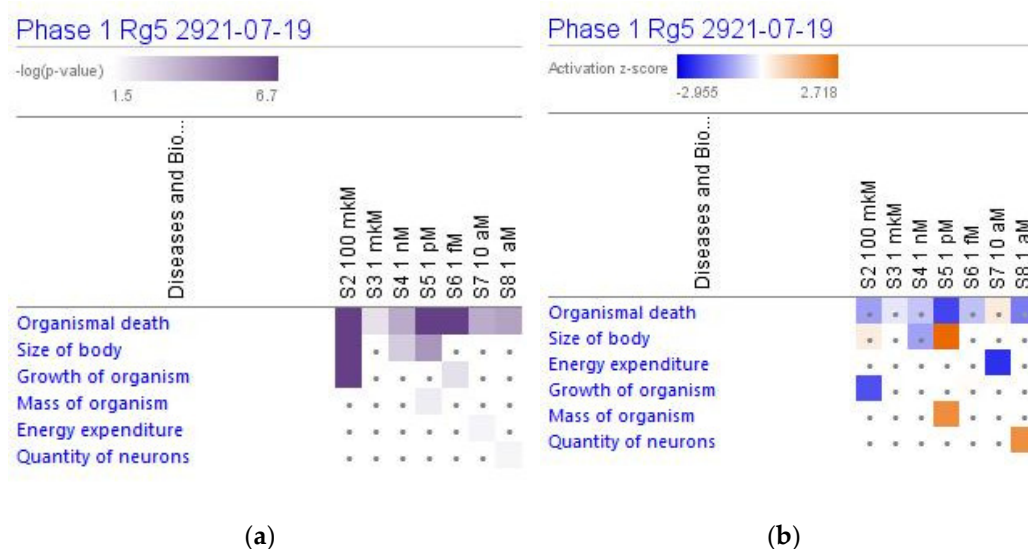 Phase 1 Rg5 2921-07-19
-log(p-value)
1.5 6.7
Diseases and Bio...
S2 100 mkM
S3 1 mkM
S4 1 nM
S5 1 pM
S6 1 fM
S7 10 aM
S8 1 aM
Organismal death
Size of body
Growth of organism
Mass of organism
Energy expenditure
Quantity of neurons
(a)
Phase 1 Rg5 2921-07-19
Activation z-score
-2.955 2.718
Diseases and Bio...
S2 100 mkM
S3 1 mkM
S4 1 nM
S5 1 pM
S6 1 fM
S7 10 aM
S8 1 aM
Organismal death
Size of body
Energy expenditure
Growth of organism
Mass of organism
Quantity of neurons
(b)